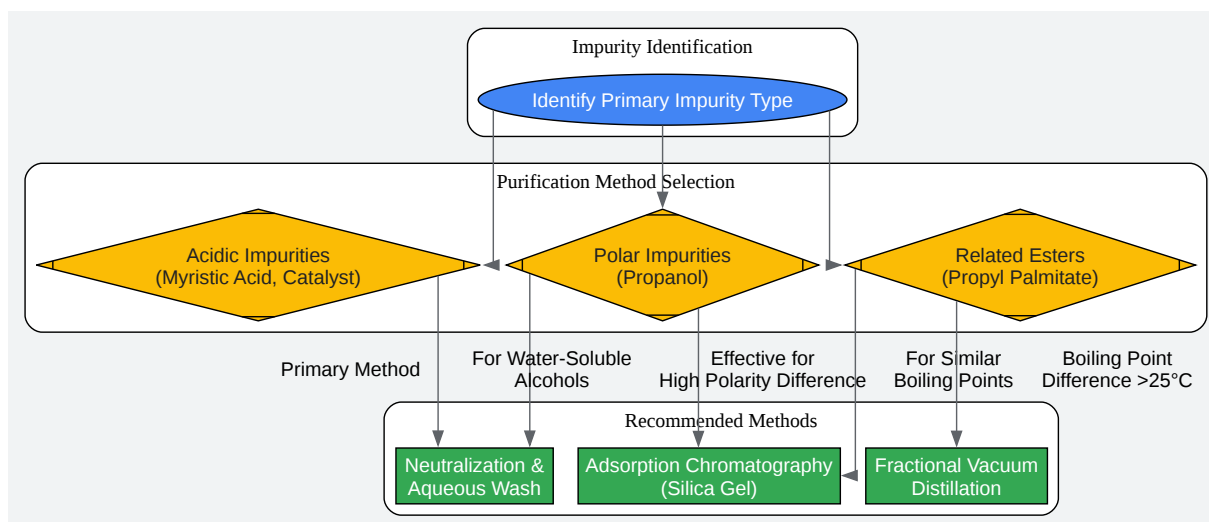 Impurity Identification
Identify Primary Impurity Type
Purification Method Selection
Acidic Impurities
(Myristic Acid, Catalyst)
Polar Impurities
(Propanol)
Related Esters
(Propyl Palmitate)
Primary Method
For Water-Soluble
Alcohols
Effective for
High Polarity Difference
For Similar
Boiling Points
Boiling Point
Difference >25°C
Recommended Methods
Neutralization &
Aqueous Wash
Adsorption Chromatography
(Silica Gel)
Fractional Vacuum
Distillation